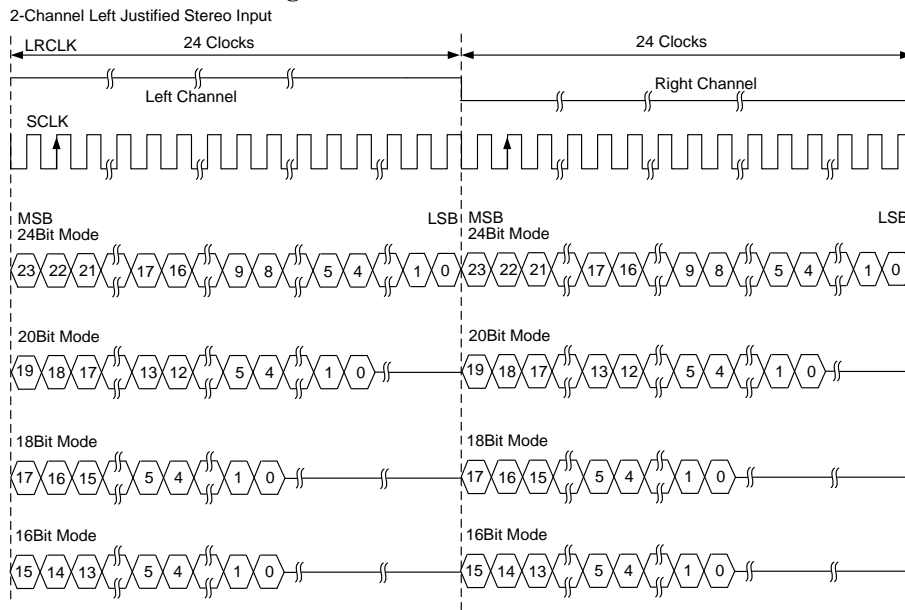 2-Channel Left Justified Stereo Input
LRCLK 24 Clocks 24 Clocks
Left Channel Right Channel
SCLK
MSB LSB MSB LSB
24Bit Mode 24Bit Mode
23 22 21 17 16 9 8 5 4 1 0 23 22 21 17 16 9 8 5 4 1 0
20Bit Mode 20Bit Mode
19 18 17 13 12 5 4 1 0 19 18 17 13 12 5 4 1 0
18Bit Mode 18Bit Mode
17 16 15 5 4 1 0 17 16 15 5 4 1 0
16Bit Mode 16Bit Mode
15 14 13 5 4 1 0 15 14 13 5 4 1 0